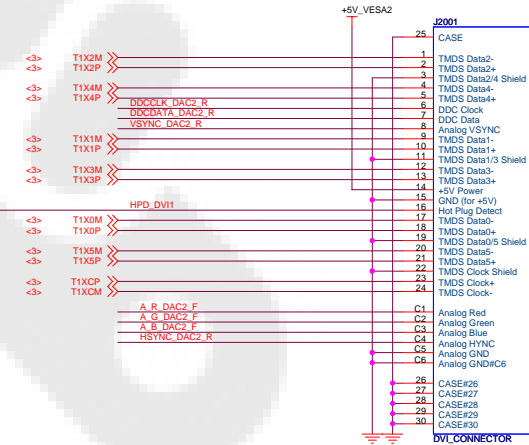 +5V_VESA2
J2001
25 CASE
<3> T1X2M 1 TMDS Data2-
<3> T1X2P 2 TMDS Data2+
3 TMDS Data2/4 Shield
<3> T1X4M 4 TMDS Data4-
<3> T1X4P 5 TMDS Data4+
DDCCLK_DAC2_R 6 DDC Clock
DDCDATA_DAC2_R 7 DDC Data
VSYNC_DAC2_R 8 Analog VSYNC
<3> T1X1M 9 TMDS Data1-
<3> T1X1P 10 TMDS Data1+
11 TMDS Data1/3 Shield
<3> T1X3M 12 TMDS Data3-
<3> T1X3P 13 TMDS Data3+
14 +5V Power
15 GND (for +5V)
HPD_DVI1 16 Hot Plug Detect
<3> T1X0M 17 TMDS Data0-
<3> T1X0P 18 TMDS Data0+
19 TMDS Data0/5 Shield
<3> T1X5M 20 TMDS Data5-
<3> T1X5P 21 TMDS Data5+
22 TMDS Clock Shield
<3> T1XCP 23 TMDS Clock+
<3> T1XCM 24 TMDS Clock-
A_R_DAC2_F C1 Analog Red
A_G_DAC2_F C2 Analog Green
A_B_DAC2_F C3 Analog Blue
HSYNC_DAC2_R C4 Analog HYNC
C5 Analog GND
C6 Analog GND#C6
26 CASE#26
27 CASE#27
28 CASE#28
29 CASE#29
30 CASE#30
DVI_CONNECTOR